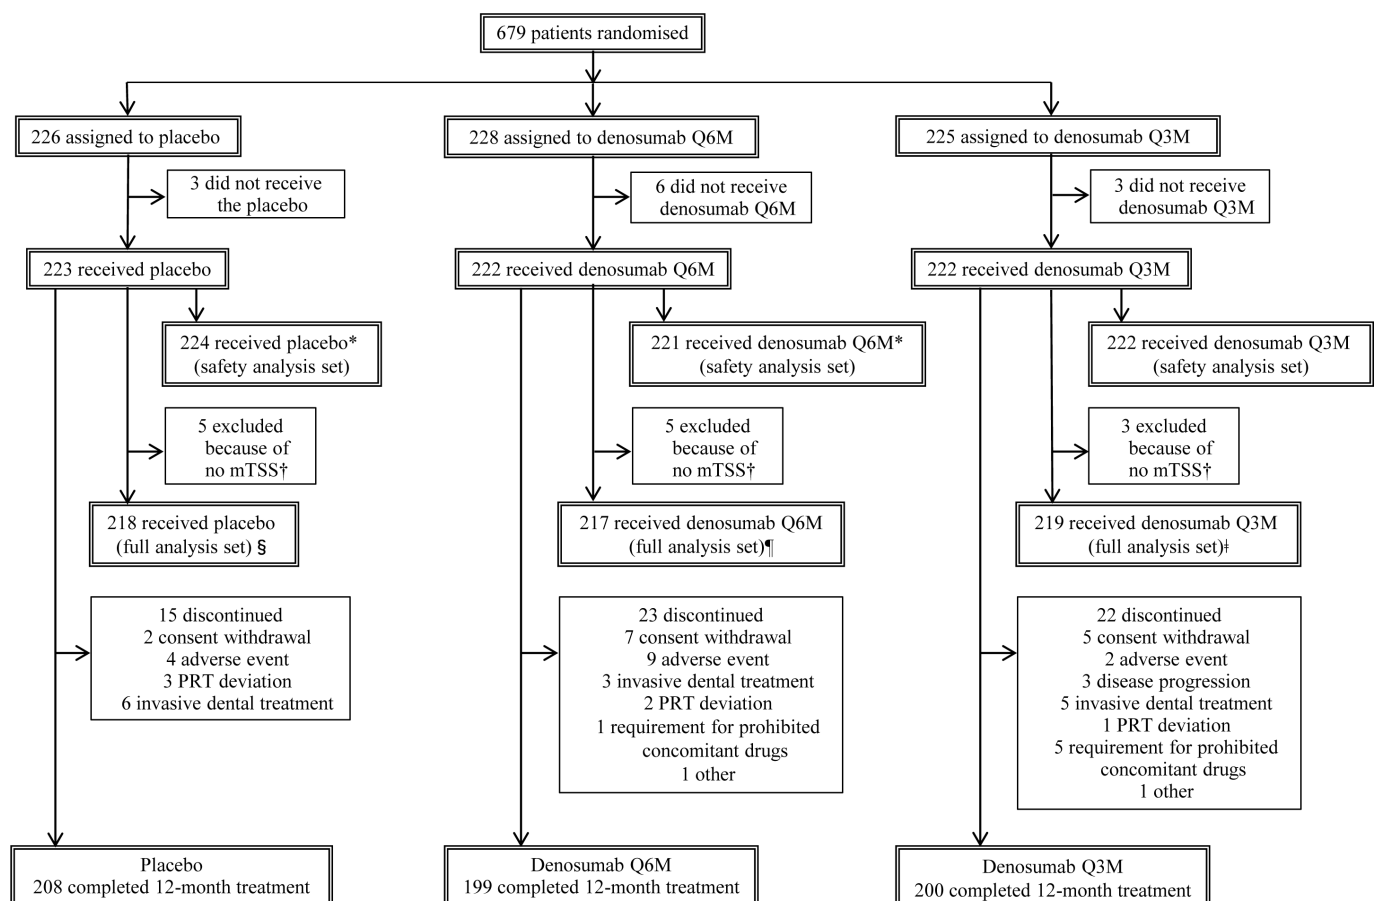 679 patients randomised
226 assigned to placebo
228 assigned to denosumab Q6M
225 assigned to denosumab Q3M
3 did not receive
the placebo
6 did not receive
denosumab Q6M
3 did not receive
denosumab Q3M
223 received placebo
222 received denosumab Q6M
222 received denosumab Q3M
224 received placebo*
(safety analysis set)
221 received denosumab Q6M*
(safety analysis set)
222 received denosumab Q3M
(safety analysis set)
5 excluded
because of
no mTSS†
5 excluded
because of
no mTSS†
3 excluded
because of
no mTSS†
218 received placebo
(full analysis set) §
217 received denosumab Q6M
(full analysis set)¶
219 received denosumab Q3M
(full analysis set)ǂ
15 discontinued
2 consent withdrawal
4 adverse event
3 PRT deviation
6 invasive dental treatment
23 discontinued
7 consent withdrawal
9 adverse event
3 invasive dental treatment
2 PRT deviation
1 requirement for prohibited
concomitant drugs
1 other
22 discontinued
5 consent withdrawal
2 adverse event
3 disease progression
5 invasive dental treatment
1 PRT deviation
5 requirement for prohibited
concomitant drugs
1 other
Placebo
208 completed 12-month treatment
Denosumab Q6M
199 completed 12-month treatment
Denosumab Q3M
200 completed 12-month treatment